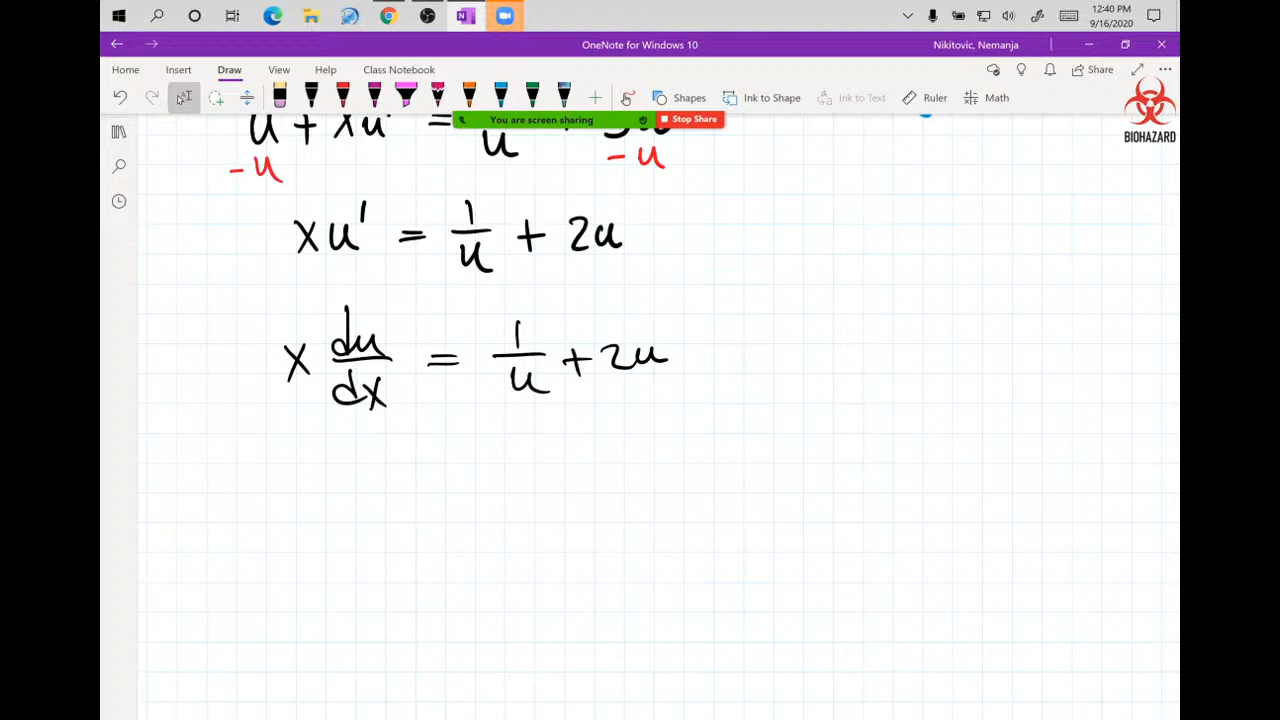 12:40 PM
9/16/2020
OneNote for Windows 10
Nikitovic, Nemanja
Home Insert Draw View Help Class Notebook
Share
Shapes Ink to Shape Ink to Text Ruler Math
You are screen sharing Stop Share
BIOHAZARD
u + xu' =
-u -u
xu' = 1/u + 2u
x du/dx = 1/u + 2u